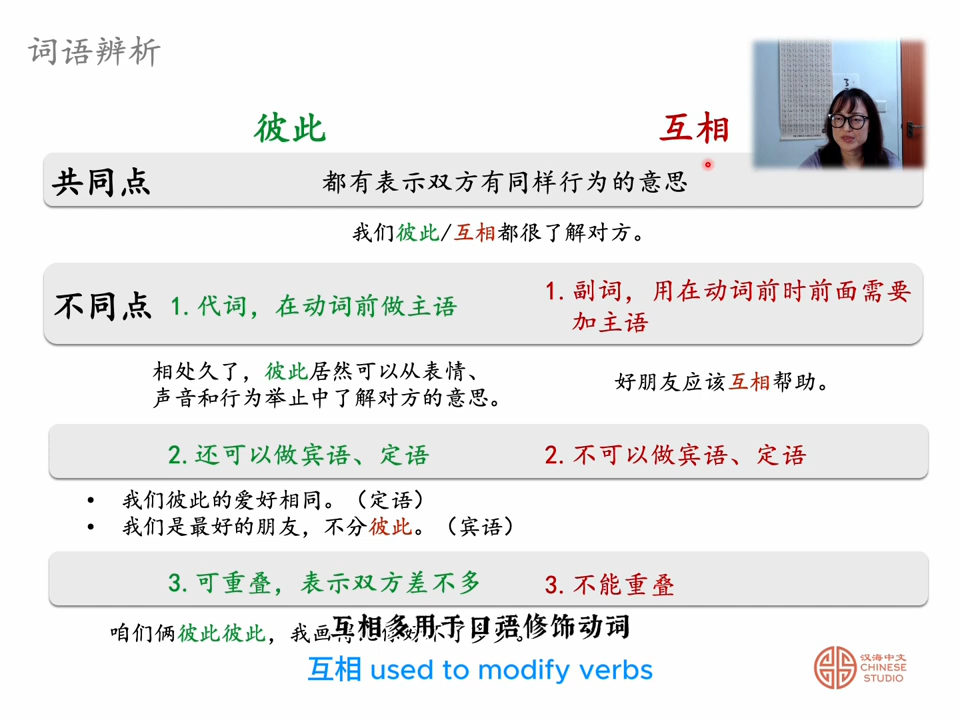 词语辨析
彼此
互相
共同点
都有表示双方有同样行为的意思
我们彼此/互相都很了解对方。
不同点
1.代词，在动词前做主语
1.副词，用在动词前时前面需要
加主语
相处久了，彼此居然可以从表情、
声音和行为举止中了解对方的意思。
好朋友应该互相帮助。
2.还可以做宾语、定语
2.不可以做宾语、定语
• 我们彼此的爱好相同。（定语）
• 我们是最好的朋友，不分彼此。（宾语）
3.可重叠，表示双方差不多
3.不能重叠
咱们俩彼此彼此，我画得
互相多用于口语修饰动词
互相 used to modify verbs
汉海中文
CHINESE
STUDIO